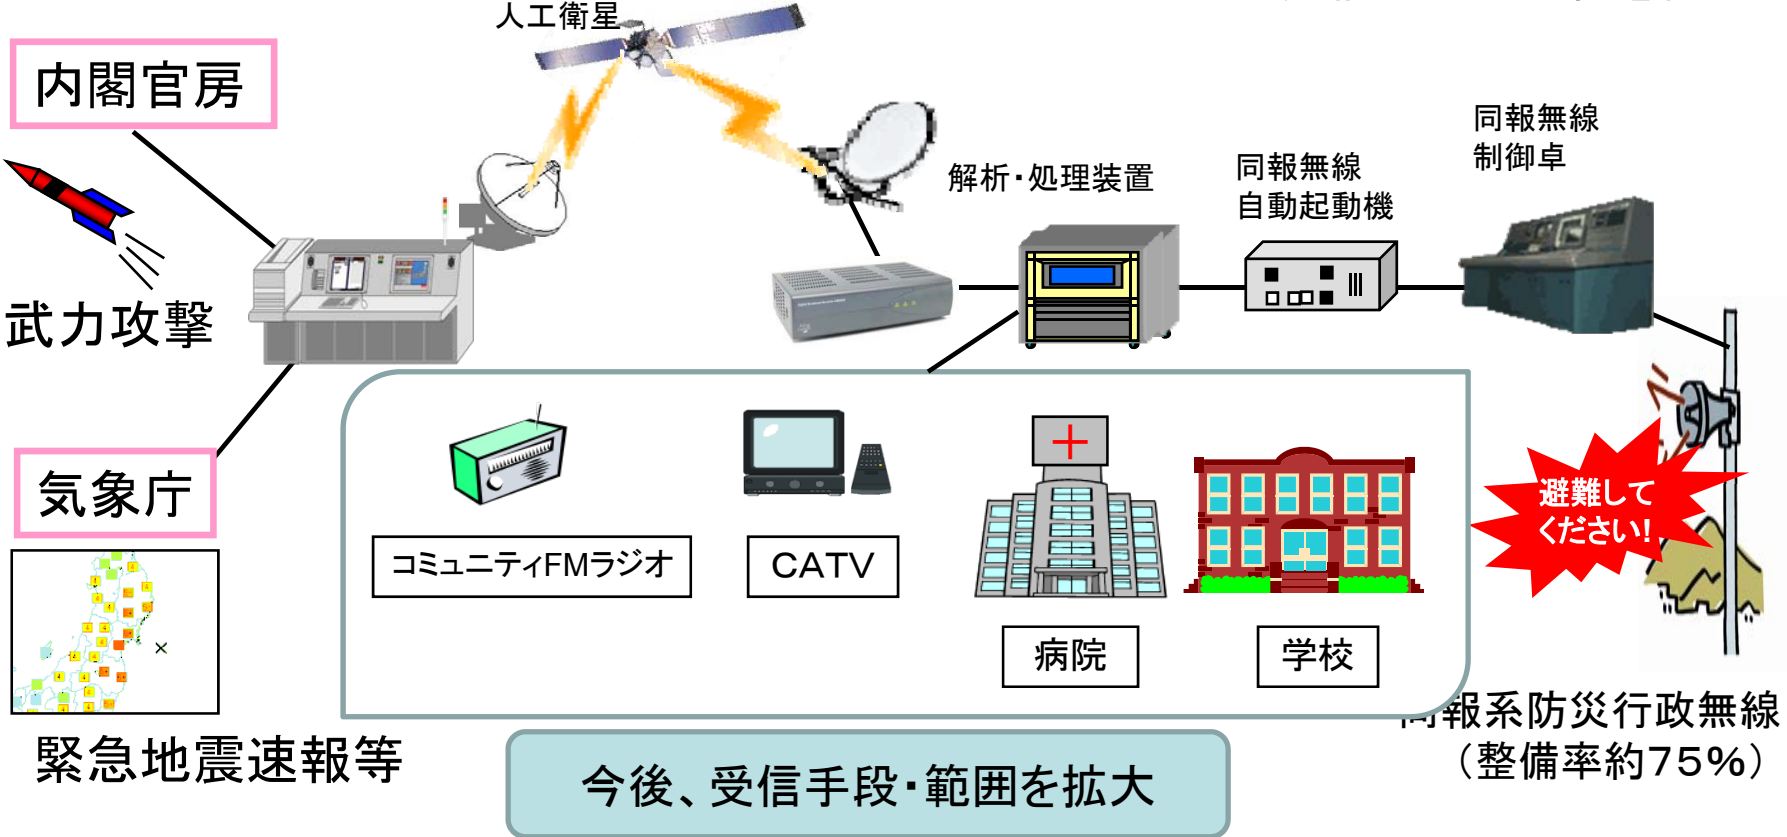 人工衛星
内閣官房
同報無線
制御卓
解析・処理装置
同報無線
自動起動機
武力攻撃
気象庁
避難して
ください!
コミュニティFMラジオ
CATV
病院
学校
報系防災行政無線
(整備率約75%)
緊急地震速報等
今後、受信手段・範囲を拡大